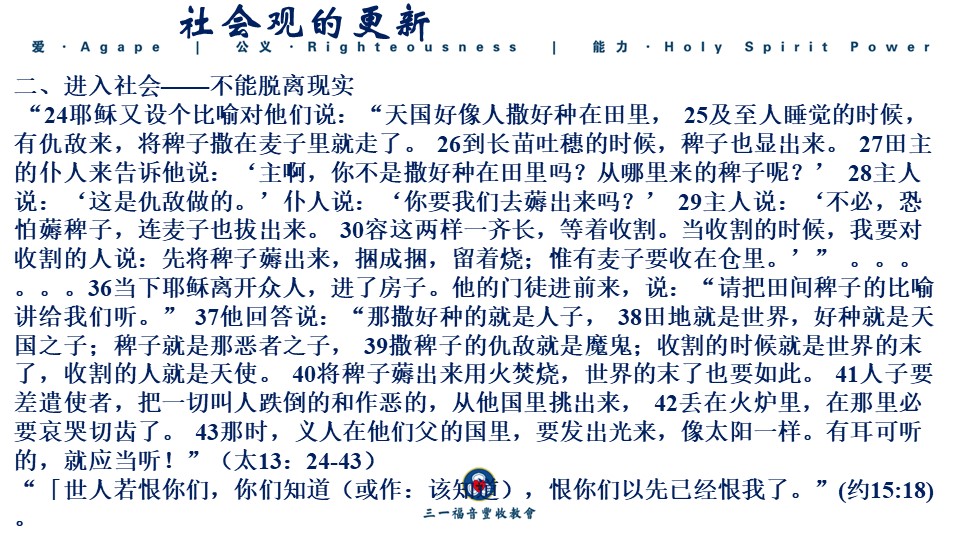 社会观的更新
爱 · Agape | 公义 · Righteousness | 能力 · Holy Spirit Power
二、进入社会——不能脱离现实
“24耶稣又设个比喻对他们说：“天国好像人撒好种在田里， 25及至人睡觉的时候，
有仇敌来，将稗子撒在麦子里就走了。 26到长苗吐穗的时候，稗子也显出来。 27田主
的仆人来告诉他说：‘主啊，你不是撒好种在田里吗？从哪里来的稗子呢？’ 28主人
说：‘这是仇敌做的。’仆人说：‘你要我们去薅出来吗？’ 29主人说：‘不必，恐
怕薅稗子，连麦子也拔出来。 30容这两样一齐长，等着收割。当收割的时候，我要对
收割的人说：先将稗子薅出来，捆成捆，留着烧；惟有麦子要收在仓里。’” 。。。
。。。36当下耶稣离开众人，进了房子。他的门徒进前来，说：“请把田间稗子的比喻
讲给我们听。” 37他回答说：“那撒好种的就是人子， 38田地就是世界，好种就是天
国之子；稗子就是那恶者之子， 39撒稗子的仇敌就是魔鬼；收割的时候就是世界的末
了，收割的人就是天使。 40将稗子薅出来用火焚烧，世界的末了也要如此。 41人子要
差遣使者，把一切叫人跌倒的和作恶的，从他国里挑出来， 42丢在火炉里，在那里必
要哀哭切齿了。 43那时，义人在他们父的国里，要发出光来，像太阳一样。有耳可听
的，就应当听！”（太13：24-43）
“「世人若恨你们，你们知道（或作：该知道），恨你们以先已经恨我了。”(约15:18)
。
三一福音豐收教會